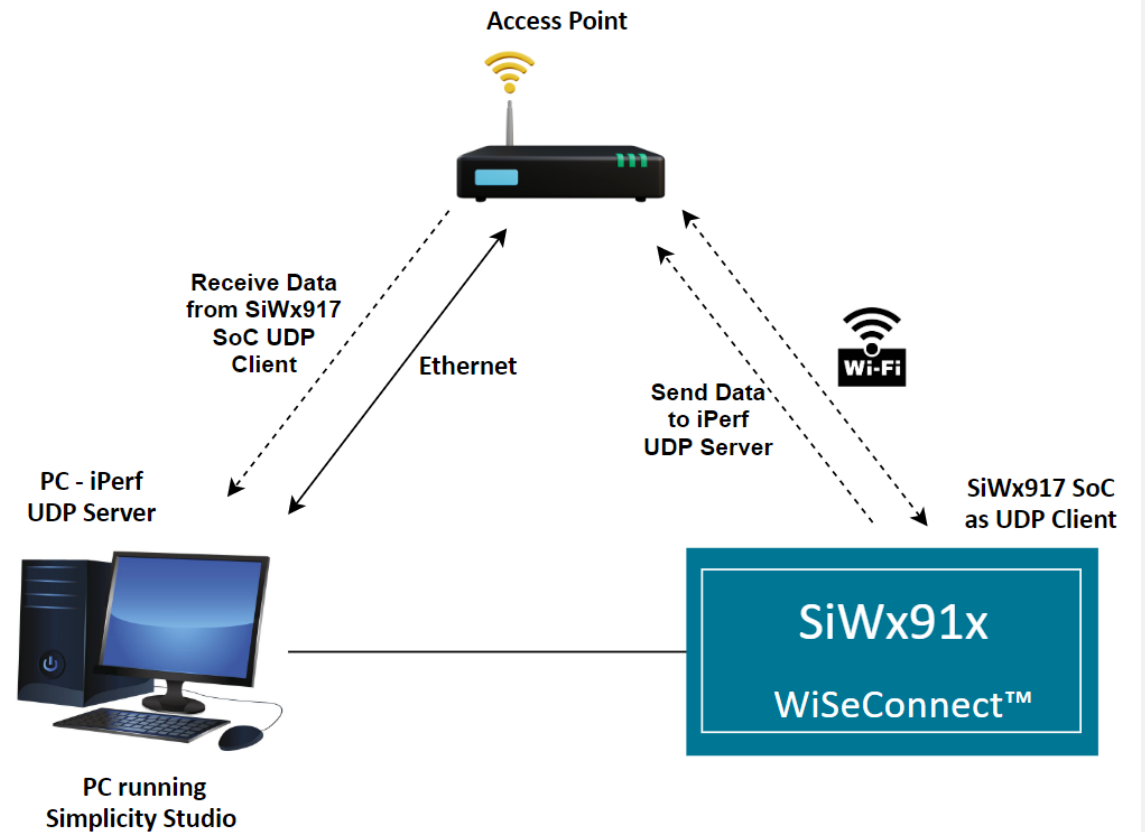 Access Point
Receive Data
from SiWx917
SoC UDP
Client
Ethernet
Wi-Fi
Send Data
to iPerf
UDP Server
PC - iPerf
UDP Server
SiWx917 SoC
as UDP Client
SiWx91x
WiSeConnect™
PC running
Simplicity Studio